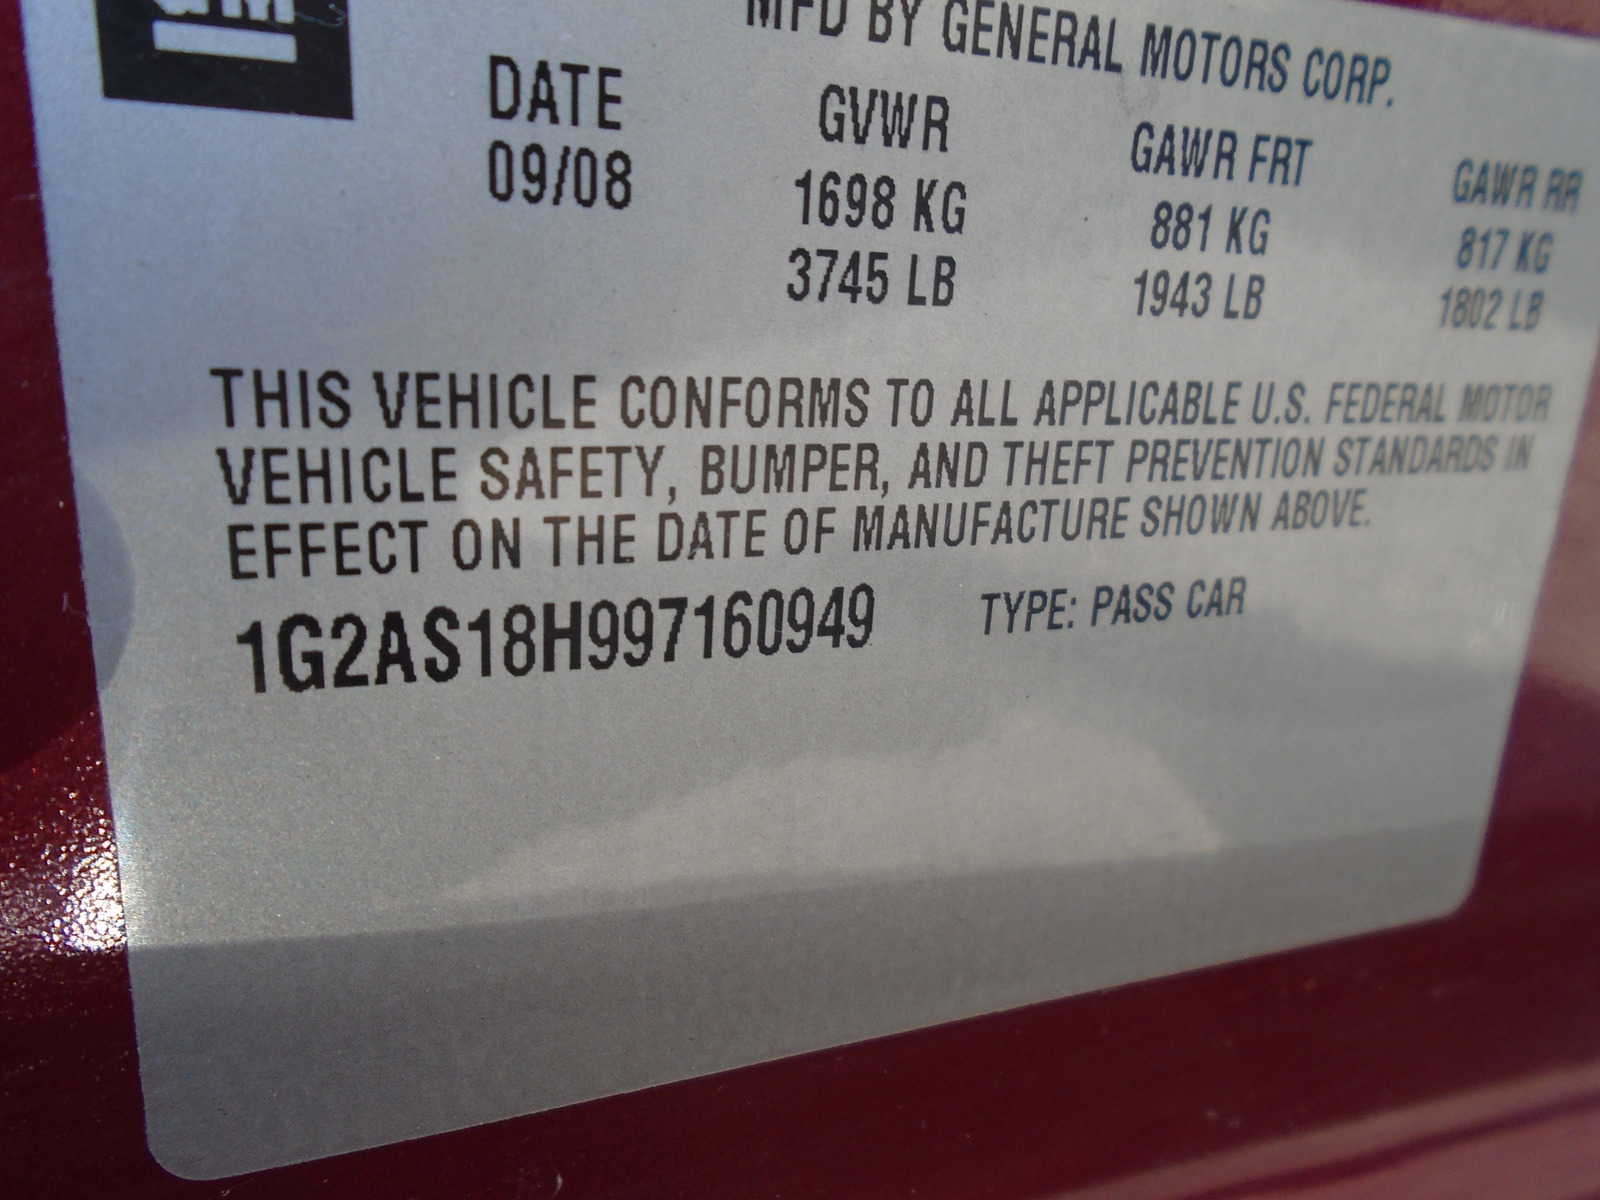 GM
MFD BY GENERAL MOTORS CORP.
DATE GVWR GAWR FRT GAWR RR
09/08 1698 KG 881 KG 817 KG
3745 LB 1943 LB 1802 LB
THIS VEHICLE CONFORMS TO ALL APPLICABLE U.S. FEDERAL MOTOR
VEHICLE SAFETY, BUMPER, AND THEFT PREVENTION STANDARDS IN
EFFECT ON THE DATE OF MANUFACTURE SHOWN ABOVE.
1G2AS18H997160949 TYPE: PASS CAR